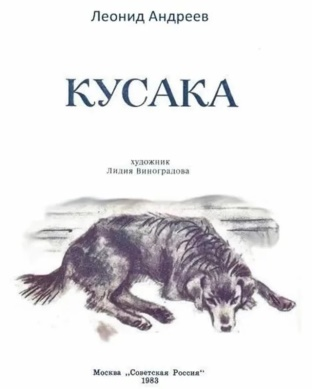 Леонид Андреев
КУСАКА
художник
Лидия Виноградова
Москва „Советская Россия"
1983